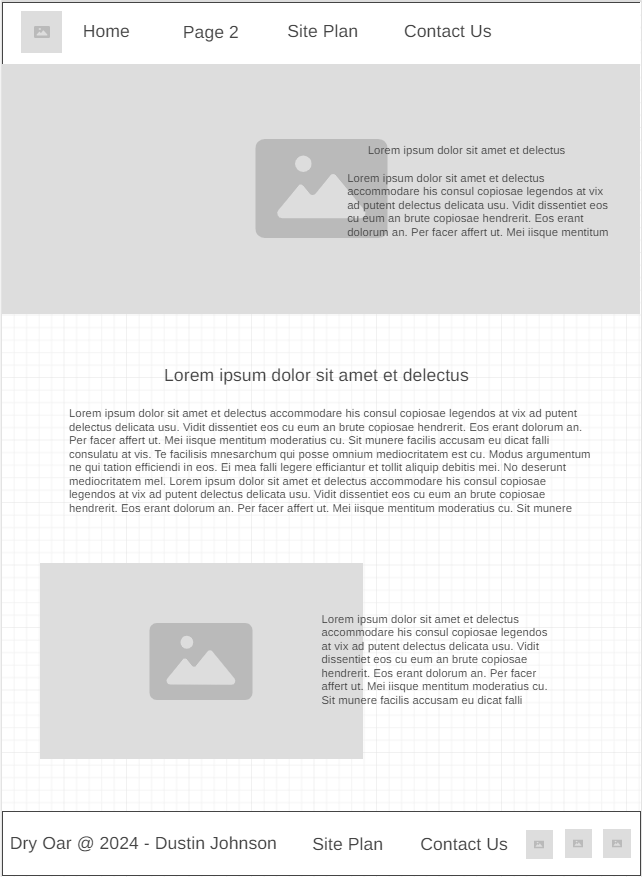 Home Page 2 Site Plan Contact Us
Lorem ipsum dolor sit amet et delectus
Lorem ipsum dolor sit amet et delectus
accommodare his consul copiosae legendos at vix
ad putent delectus delicata usu. Vidit dissentiet eos
cu eum an brute copiosae hendrerit. Eos erant
dolorum an. Per facer affert ut. Mei iisque mentitum
Lorem ipsum dolor sit amet et delectus
Lorem ipsum dolor sit amet et delectus accommodare his consul copiosae legendos at vix ad putent
delectus delicata usu. Vidit dissentiet eos cu eum an brute copiosae hendrerit. Eos erant dolorum an.
Per facer affert ut. Mei iisque mentitum moderatius cu. Sit munere facilis accusam eu dicat falli
consulatu at vis. Te facilisis mnesarchum qui posse omnium mediocritatem est cu. Modus argumentum
ne qui tation efficiendi in eos. Ei mea falli legere efficiantur et tollit aliquip debitis mei. No deserunt
mediocritatem mel. Lorem ipsum dolor sit amet et delectus accommodare his consul copiosae
legendos at vix ad putent delectus delicata usu. Vidit dissentiet eos cu eum an brute copiosae
hendrerit. Eos erant dolorum an. Per facer affert ut. Mei iisque mentitum moderatius cu. Sit munere
Lorem ipsum dolor sit amet et delectus
accommodare his consul copiosae legendos
at vix ad putent delectus delicata usu. Vidit
dissentiet eos cu eum an brute copiosae
hendrerit. Eos erant dolorum an. Per facer
affert ut. Mei iisque mentitum moderatius cu.
Sit munere facilis accusam eu dicat falli
Dry Oar @ 2024 - Dustin Johnson Site Plan Contact Us